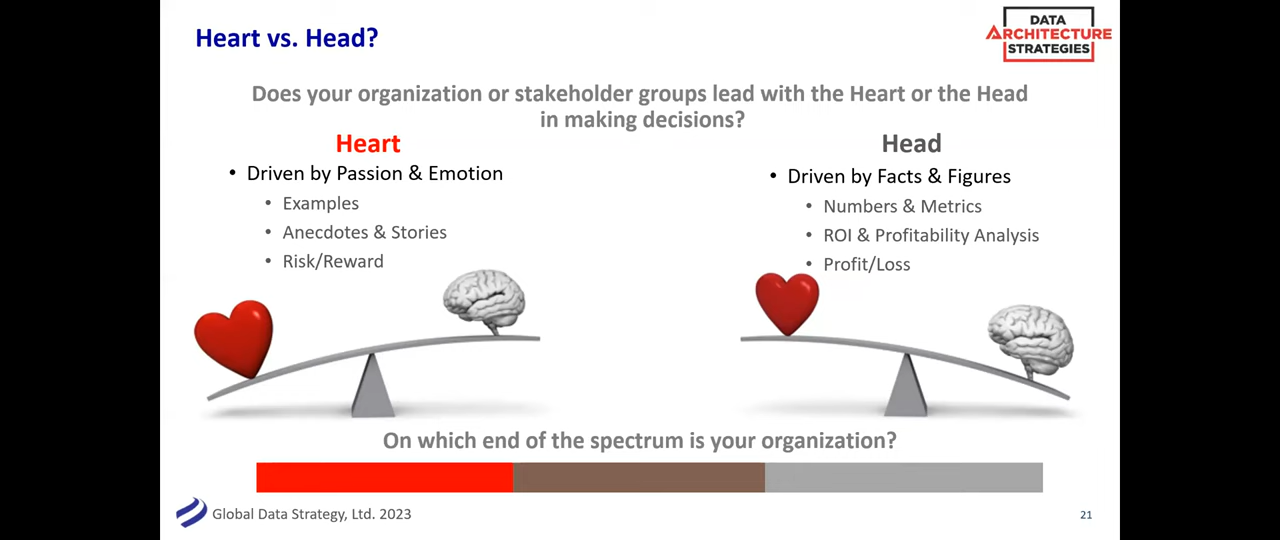 Heart vs. Head?
DATA
ARCHITECTURE
STRATEGIES
Does your organization or stakeholder groups lead with the Heart or the Head
in making decisions?
Heart
• Driven by Passion & Emotion
• Examples
• Anecdotes & Stories
• Risk/Reward
Head
• Driven by Facts & Figures
• Numbers & Metrics
• ROI & Profitability Analysis
• Profit/Loss
On which end of the spectrum is your organization?
Global Data Strategy, Ltd. 2023
21